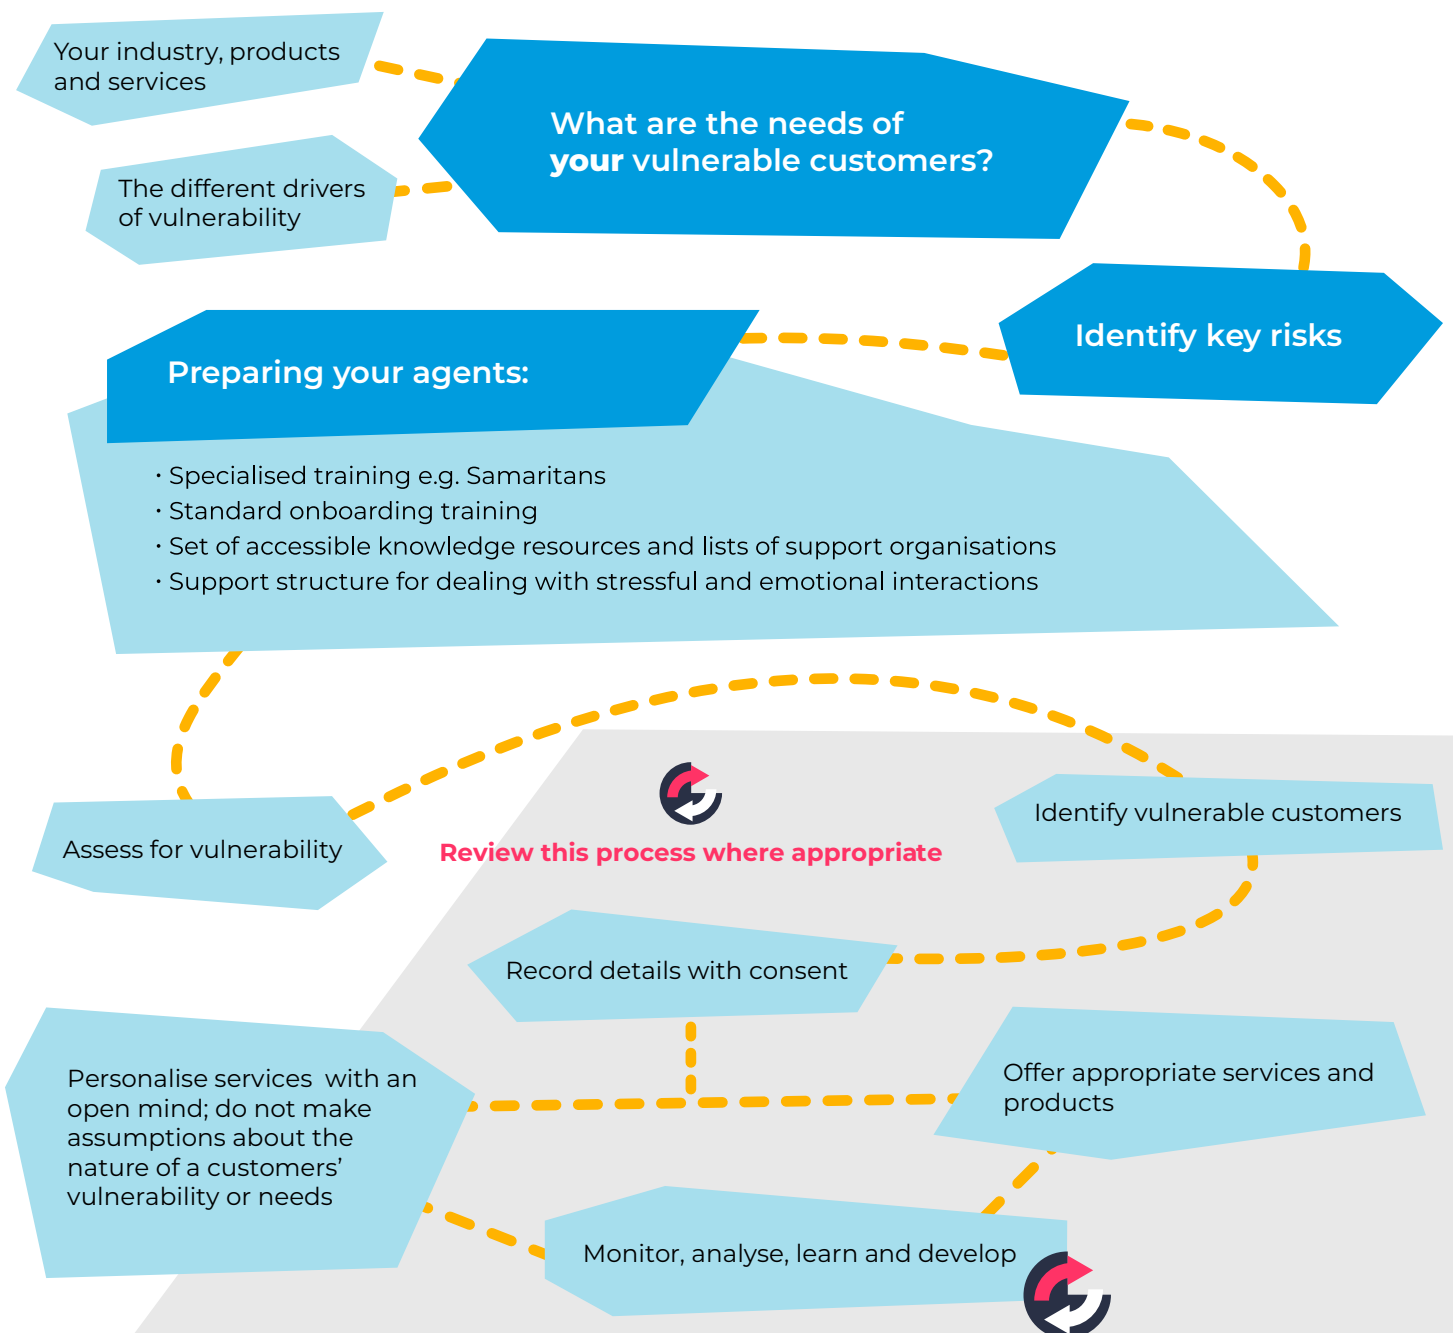 Your industry, products
and services
What are the needs of
your vulnerable customers?
The different drivers
of vulnerability
Identify key risks
Preparing your agents:
· Specialised training e.g. Samaritans
· Standard onboarding training
· Set of accessible knowledge resources and lists of support organisations
· Support structure for dealing with stressful and emotional interactions
Assess for vulnerability
Review this process where appropriate
Identify vulnerable customers
Record details with consent
Personalise services  with an
open mind; do not make
assumptions about the
nature of a customers’
vulnerability or needs
Offer appropriate services and
products
Monitor, analyse, learn and develop